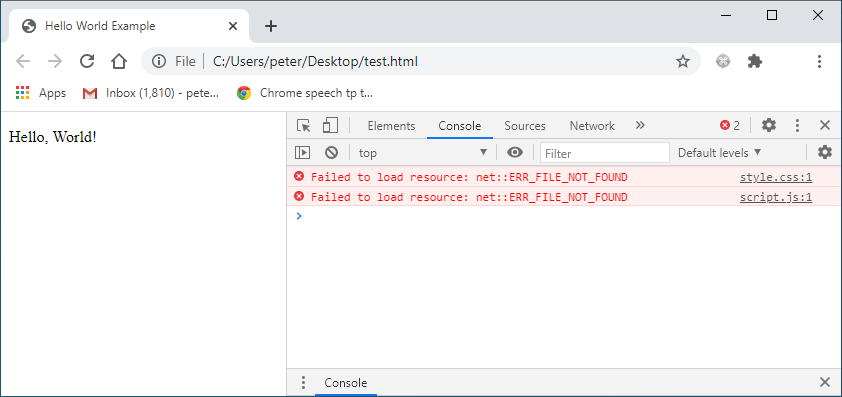 Hello World Example
File C:/Users/peter/Desktop/test.html
Apps Inbox (1,810) - pete... Chrome speech tp t...
Hello, World!
Elements Console Sources Network 2
top Filter Default levels
Failed to load resource: net::ERR_FILE_NOT_FOUND style.css:1
Failed to load resource: net::ERR_FILE_NOT_FOUND script.js:1
Console